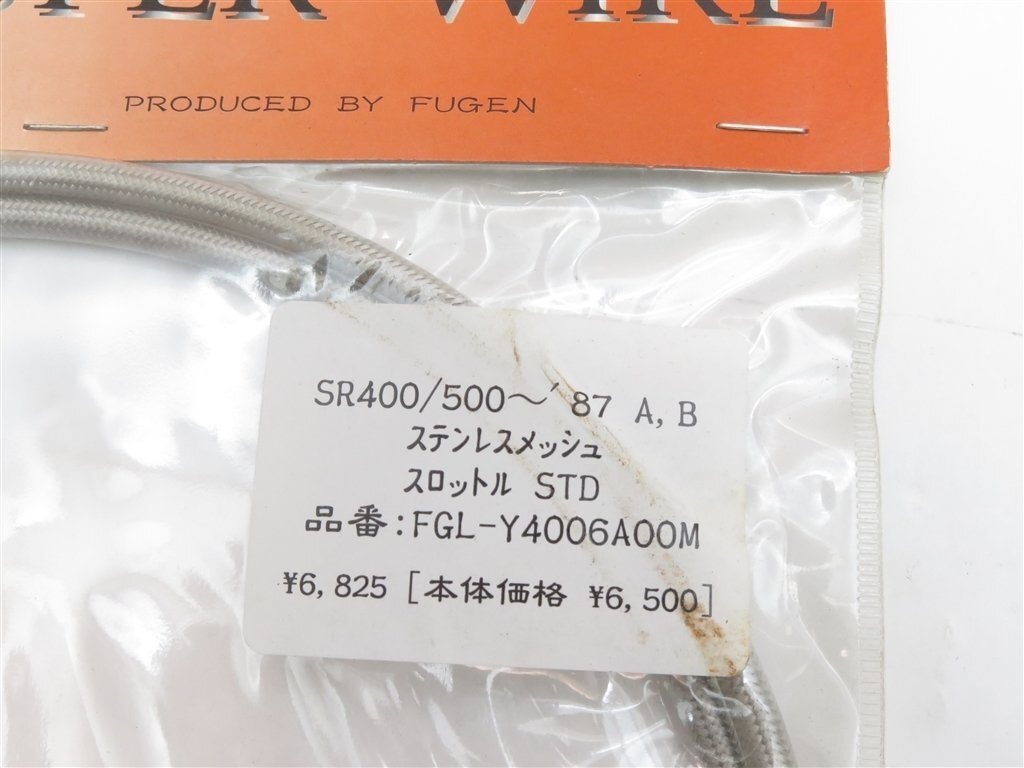 WIRE
PRODUCED BY FUGEN
SR400/500～'87 A,B
ステンレスメッシュ
スロットル STD
品番:FGL-Y4006A00M
¥6,825 [本体価格 ¥6,500]